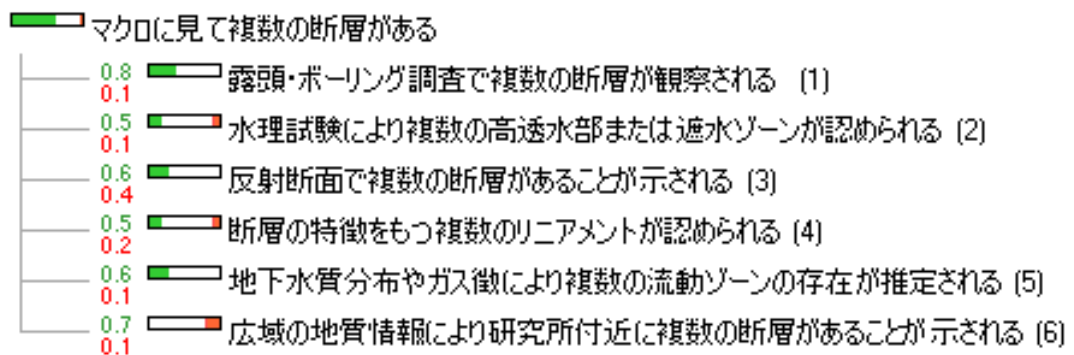 マクロに見て複数の断層がある
0.8
0.1
露頭・ボーリング調査で複数の断層が観察される (1)
0.5
0.1
水理試験により複数の高透水部または遮水ゾーンが認められる (2)
0.6
0.4
反射断面で複数の断層があることが示される (3)
0.5
0.2
断層の特徴をもつ複数のリニアメントが認められる (4)
0.6
0.1
地下水質分布やガス徴により複数の流動ゾーンの存在が推定される (5)
0.7
0.1
広域の地質情報により研究所付近に複数の断層があることが示される (6)